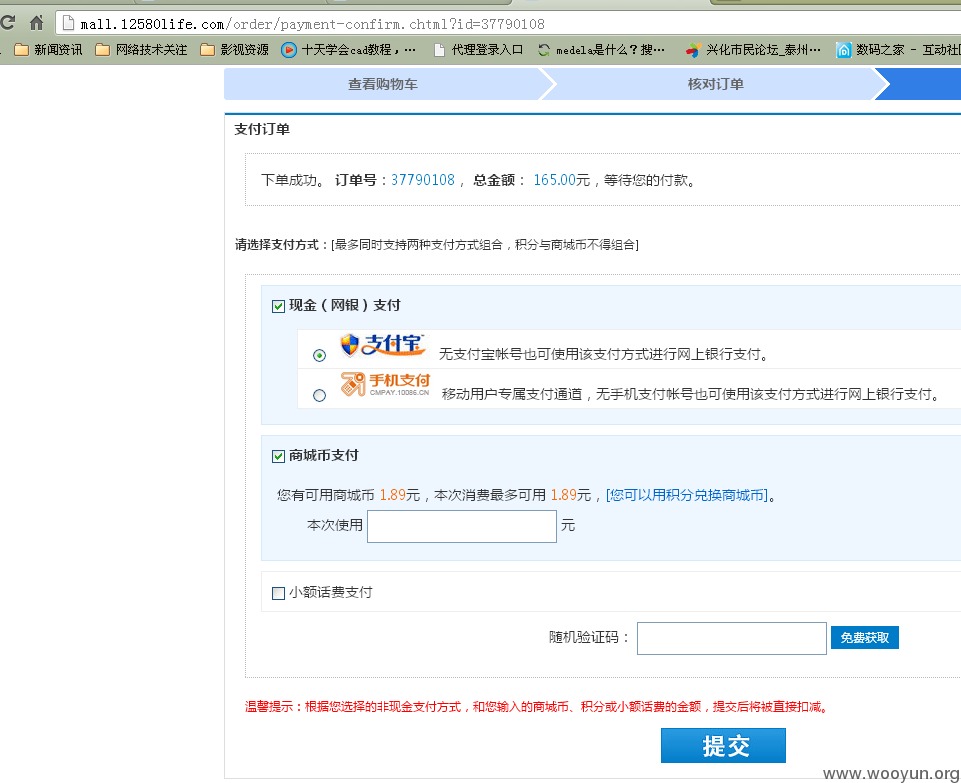 mall.12580life.com/order/payment-confirm.chtml?id=37790108
新闻资讯 网络技术关注 影视资源 十天学会cad教程,… 代理登录入口 medela是什么?搜… 兴化市民论坛_泰州… 数码之家 - 互动社区
查看购物车 核对订单
支付订单
下单成功。 订单号:37790108, 总金额: 165.00元,等待您的付款。
请选择支付方式:[最多同时支持两种支付方式组合,积分与商城币不得组合]
现金(网银)支付
支付宝 无支付宝帐号也可使用该支付方式进行网上银行支付。
手机支付 CMPAY.10086.CN 移动用户专属支付通道,无手机支付帐号也可使用该支付方式进行网上银行支付。
商城币支付
您有可用商城币 1.89元,本次消费最多可用 1.89元,[您可以用积分兑换商城币]。
本次使用 元
小额话费支付
随机验证码: 免费获取
温馨提示:根据您选择的非现金支付方式,和您输入的商城币、积分或小额话费的金额,提交后将被直接扣减。
提交
www.wooyun.org